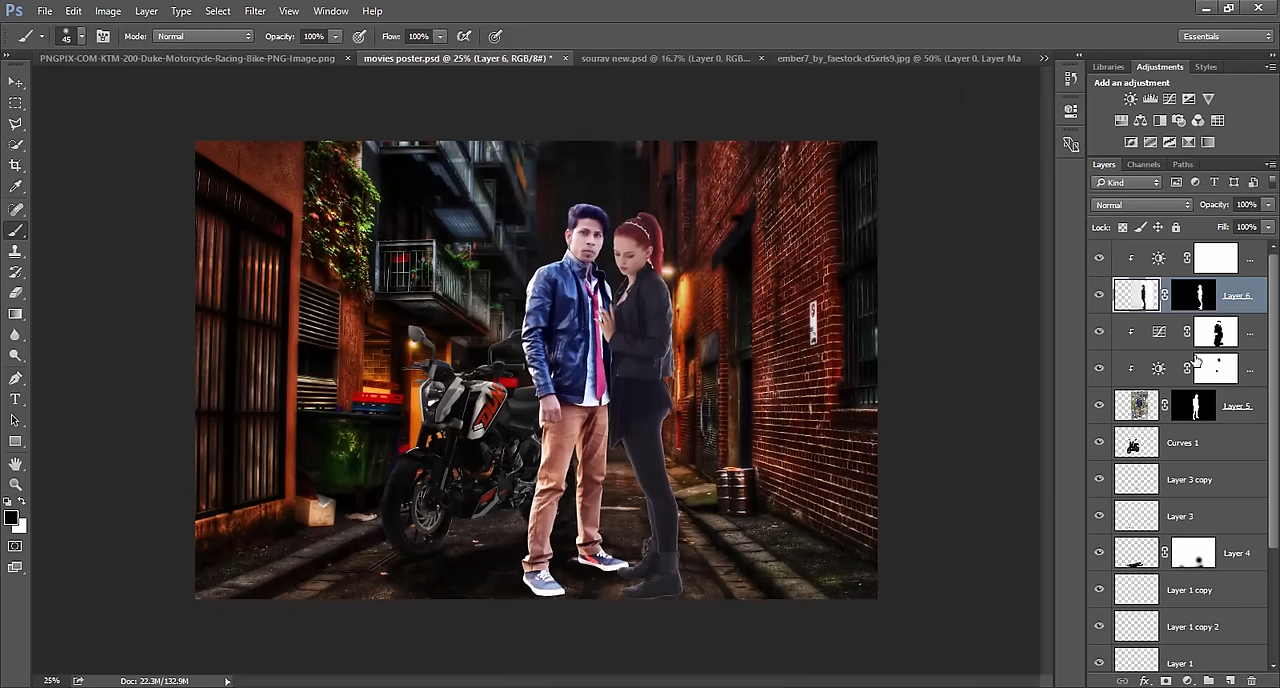 Ps File Edit Image Layer Type Select Filter View Window Help
45 Mode: Normal Opacity: 100% Flow: 100% Essentials
PNGPIX-COM-KTM-200-Duke-Motorcycle-Racing-Bike-PNG-Image.png × movies poster.psd @ 25% (Layer 6, RGB/8#) * × sourav new.psd @ 16.7% (Layer 0, RGB... × ember7_by_faestock-d5xrls9.jpg @ 50% (Layer 0, Layer Ma
Libraries Adjustments Styles
Add an adjustment
Layers Channels Paths
Kind
Normal Opacity: 100%
Lock: Fill: 100%
...
Layer 6
...
...
Layer 5
Curves 1
Layer 3 copy
Layer 3
Layer 4
Layer 1 copy
Layer 1 copy 2
Layer 1
DUKE
25% Doc: 22.3M/132.9M